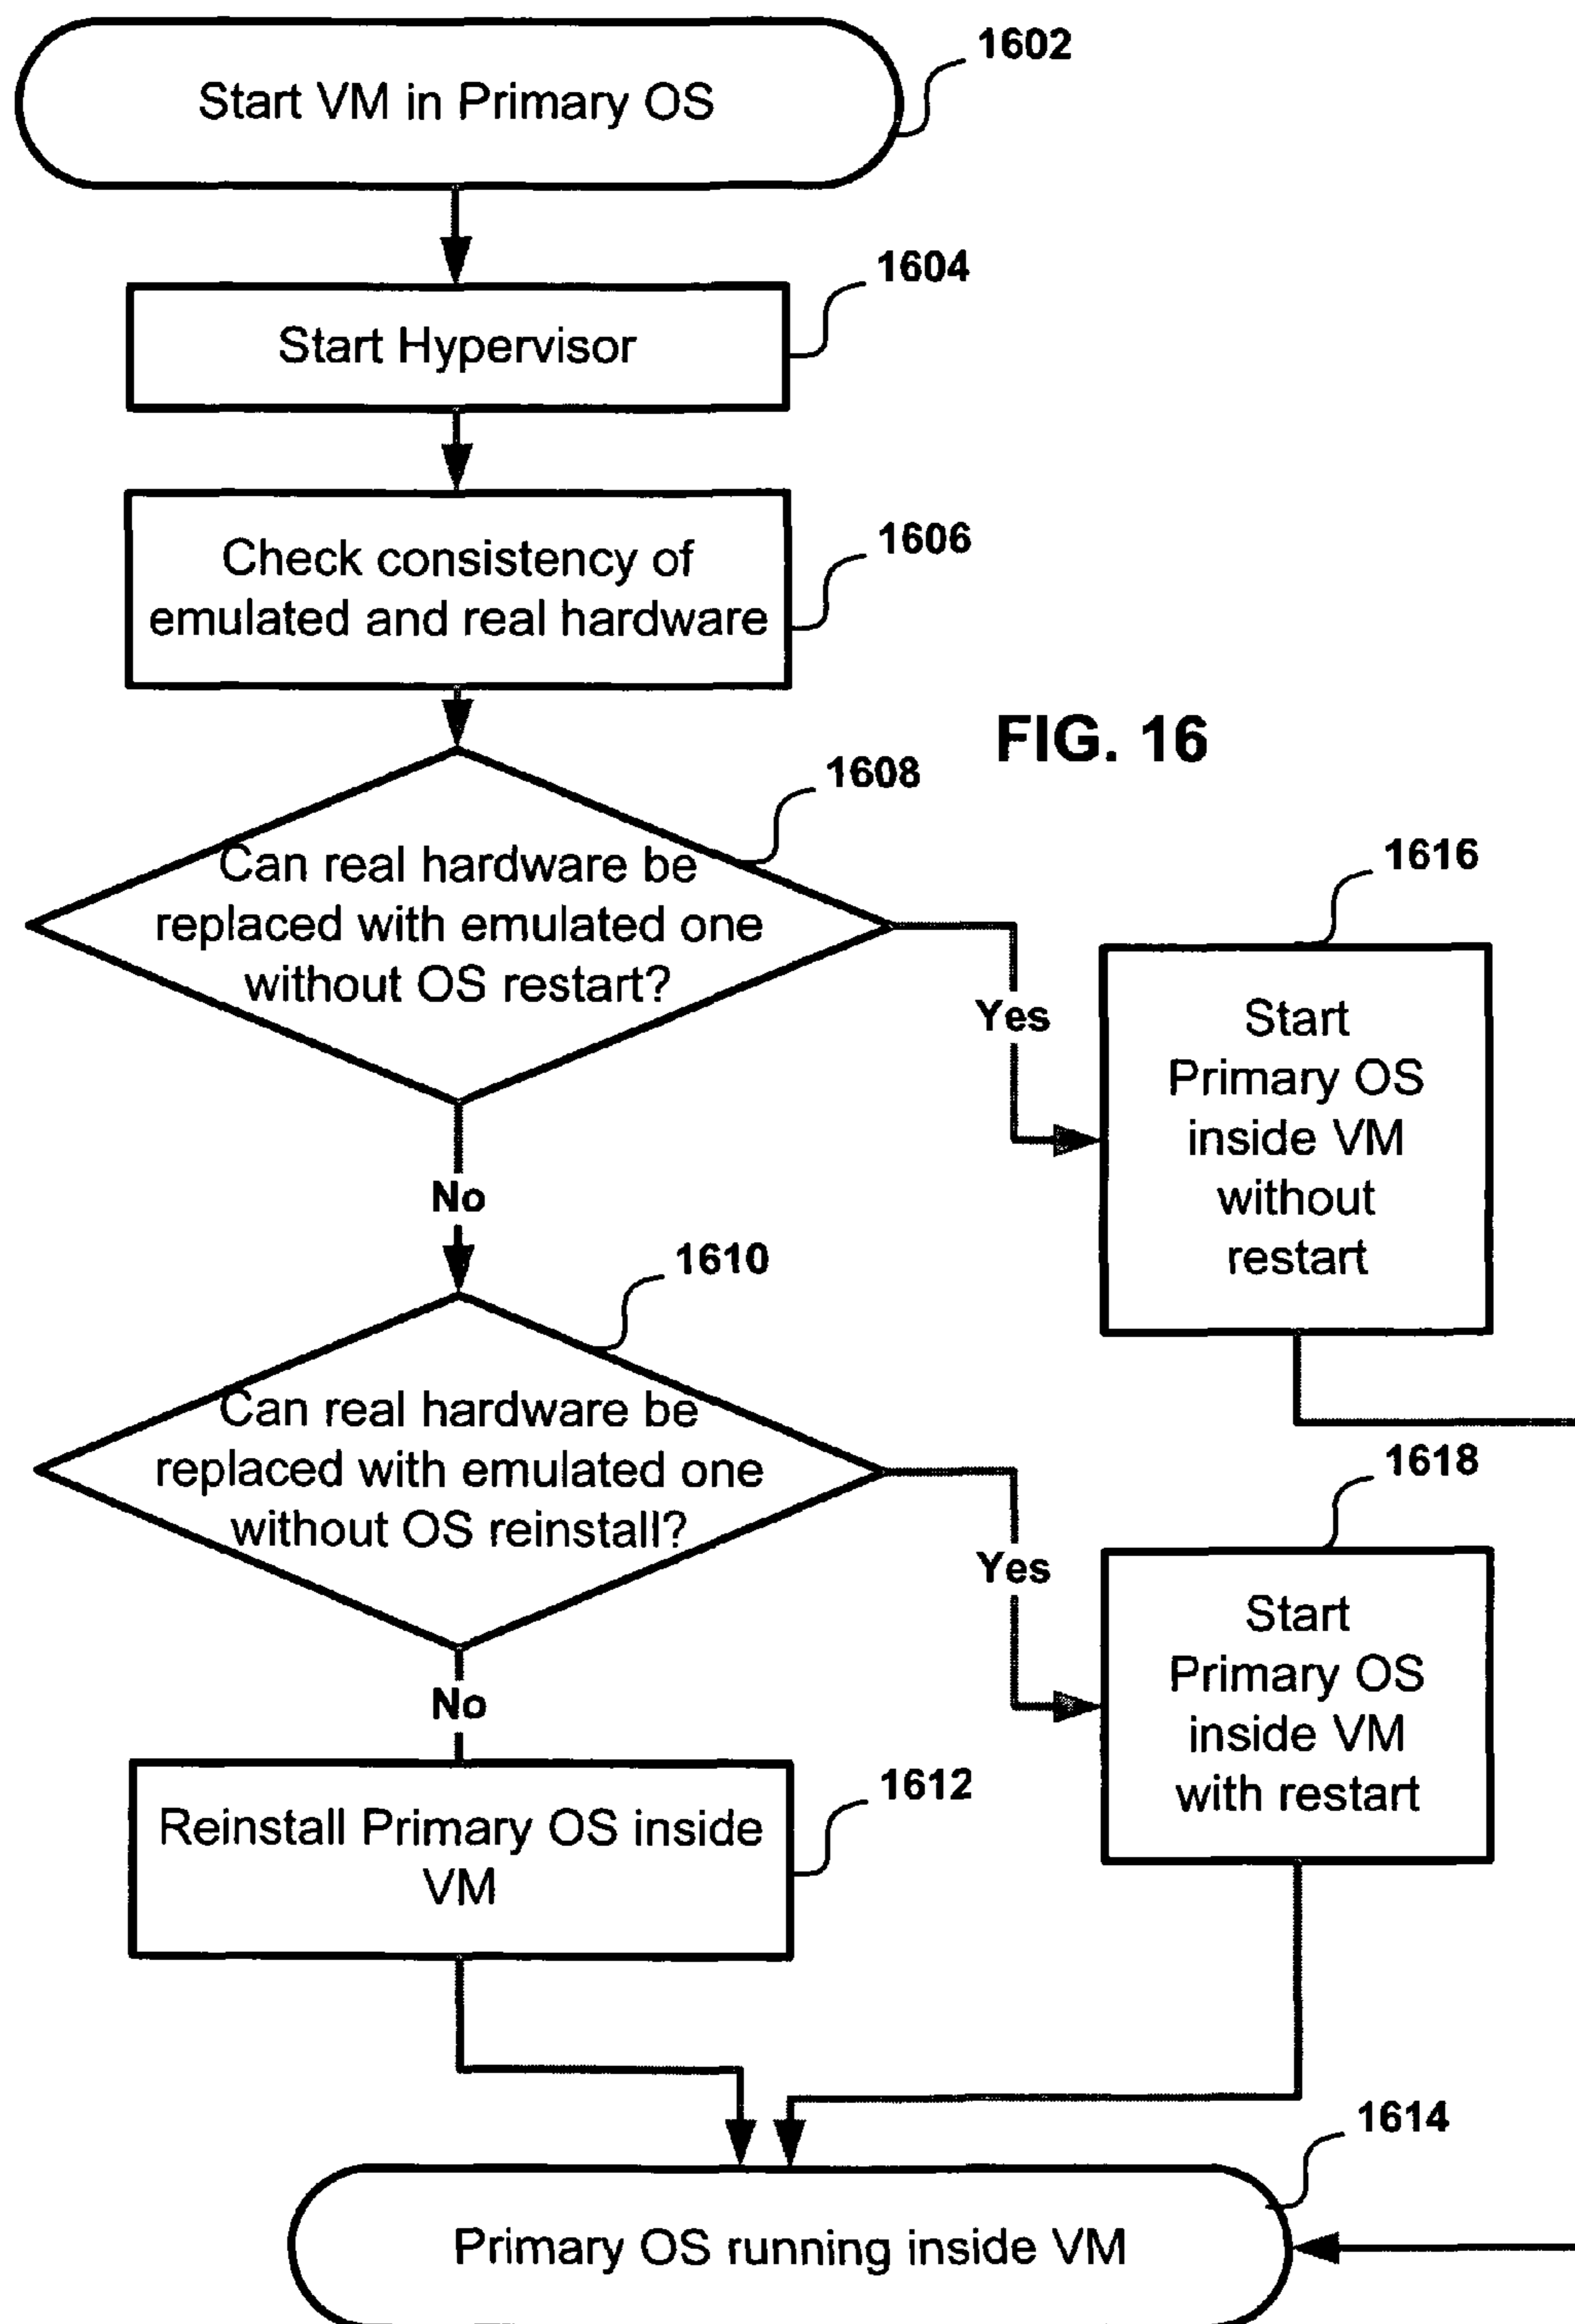 1602
Start VM in Primary OS
1604
Start Hypervisor
1606
Check consistency of
emulated and real hardware
FIG. 16
1608
Can real hardware be
replaced with emulated one
without OS restart?
Yes
1616
Start
Primary OS
inside VM
without
restart
No
1610
Can real hardware be
replaced with emulated one
without OS reinstall?
Yes
1618
Start
Primary OS
inside VM
with restart
No
1612
Reinstall Primary OS inside
VM
1614
Primary OS running inside VM